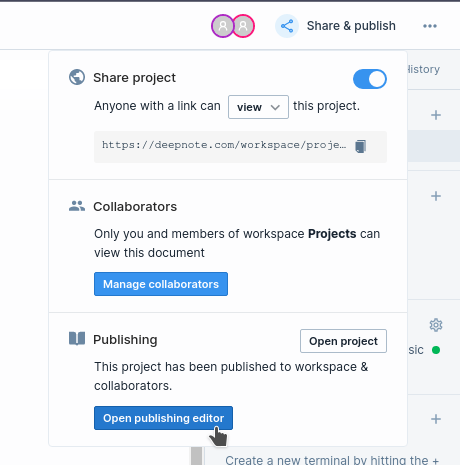 Share & publish
Share project
History
Anyone with a link can view this project.
https://deepnote.com/workspace/proje…
Collaborators
Only you and members of workspace Projects can
view this document
Manage collaborators
Publishing
Open project
This project has been published to workspace &
collaborators.
Open publishing editor
Create a new terminal by hitting the +